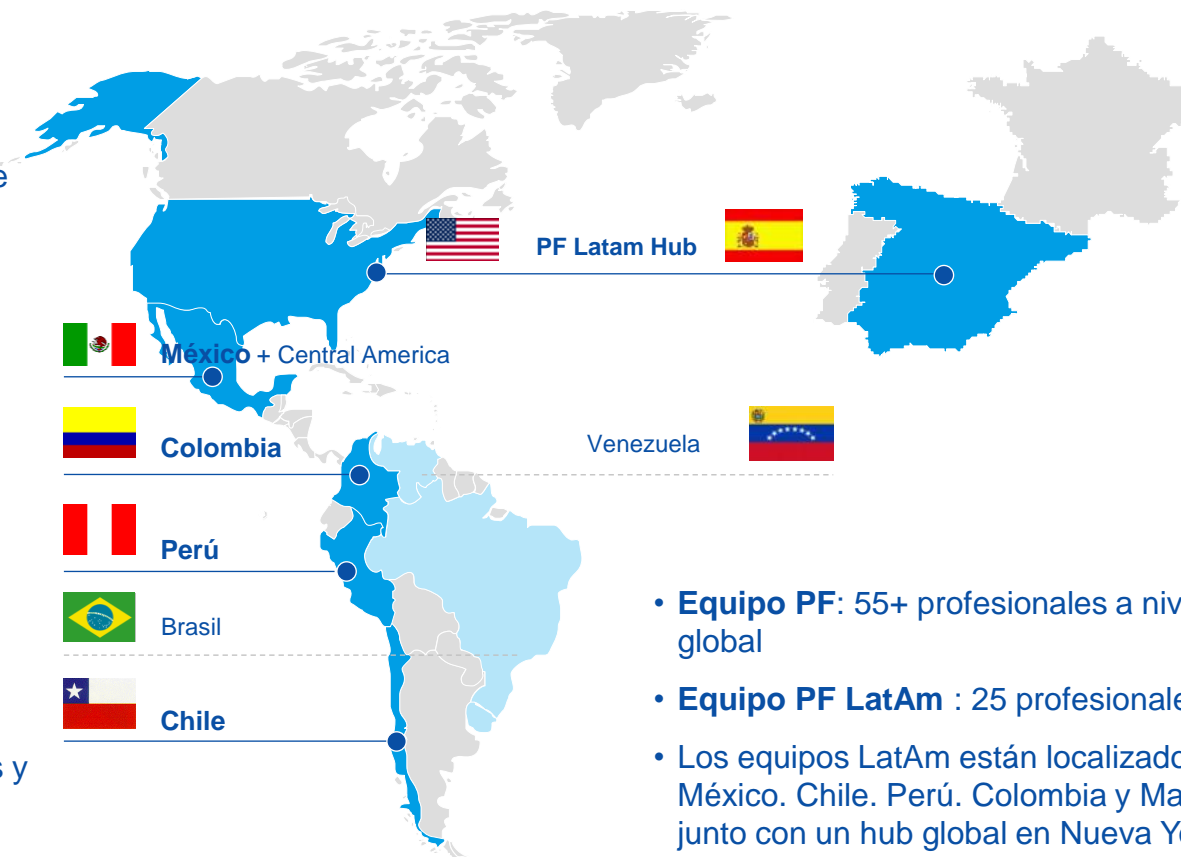 e
PF Latam Hub
México + Central America
Colombia
Venezuela
Perú
Brasil
Chile
s y
• Equipo PF: 55+ profesionales a niv
global
• Equipo PF LatAm : 25 profesionale
• Los equipos LatAm están localizado
México. Chile. Perú. Colombia y Ma
junto con un hub global en Nueva Yo